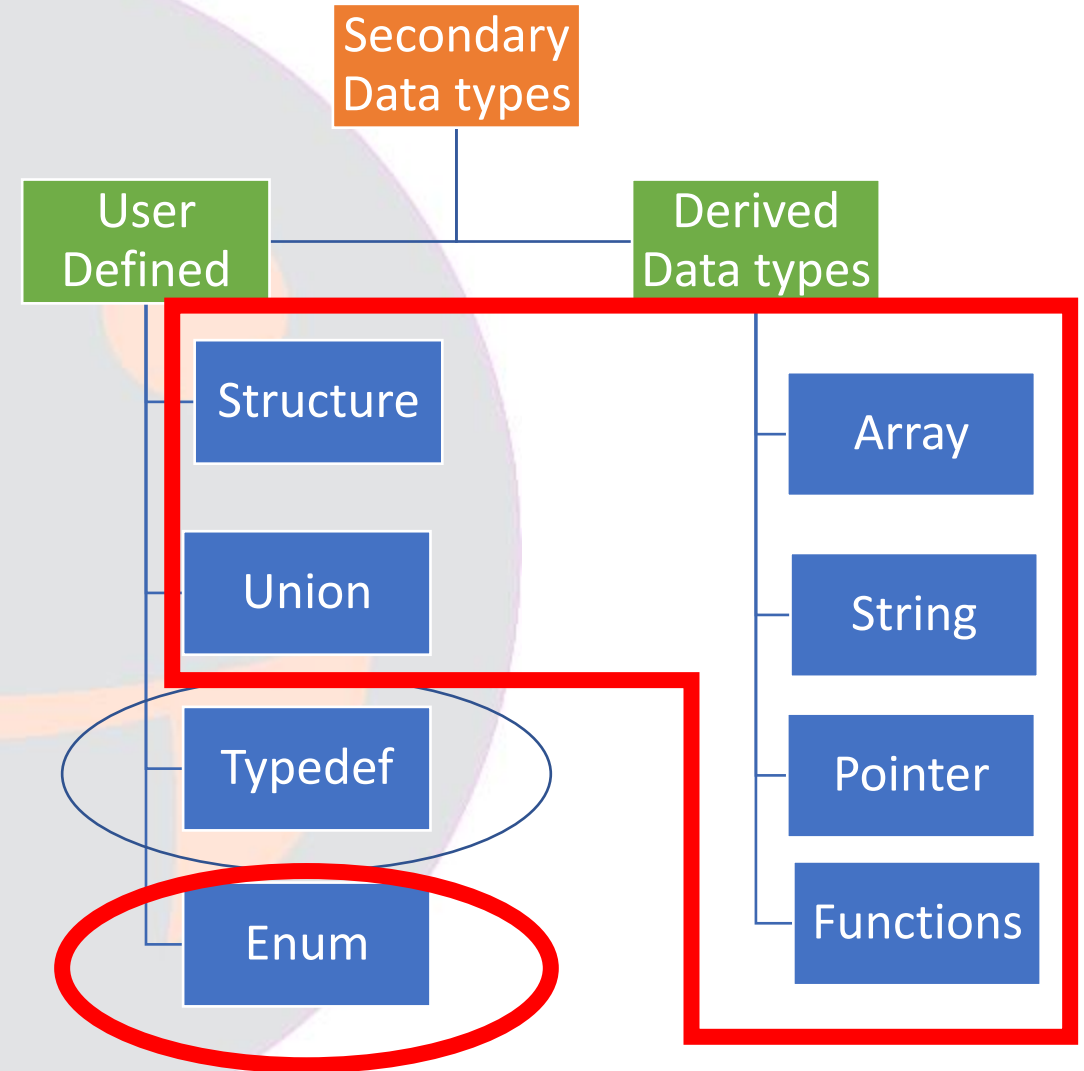 Secondary
Data types
User
Defined
Derived
Data types
Structure
Union
Typedef
Enum
Array
String
Pointer
Functions